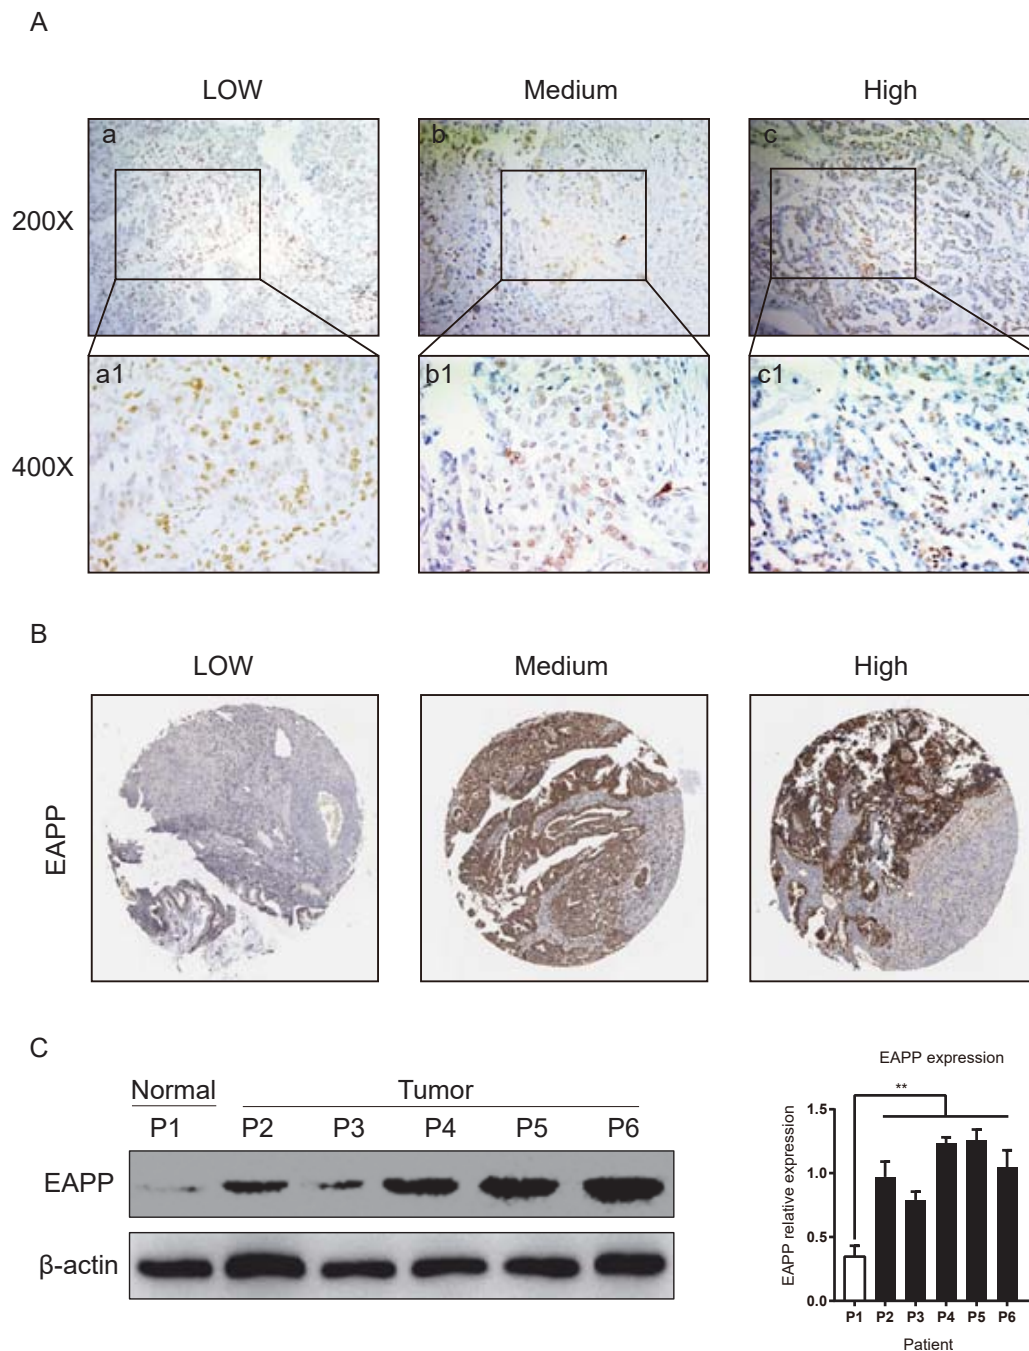 A
LOW Medium High
200X
a b c
400X
a1 b1 c1
B
LOW Medium High
EAPP
C
Normal Tumor
P1 P2 P3 P4 P5 P6
EAPP
β-actin
EAPP expression
**
EAPP relative expression
1.5
1.0
0.5
0.0
P1 P2 P3 P4 P5 P6
Patient